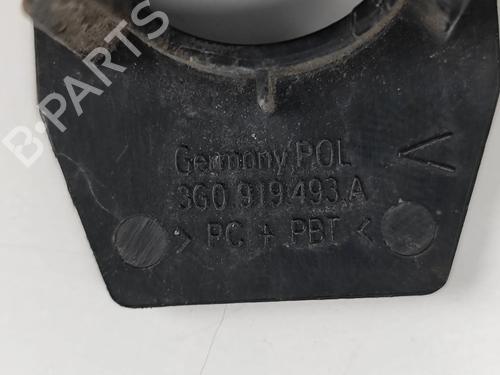 B-PARTS
Germany POL
3G0 919 493 A
> PC + PBT <